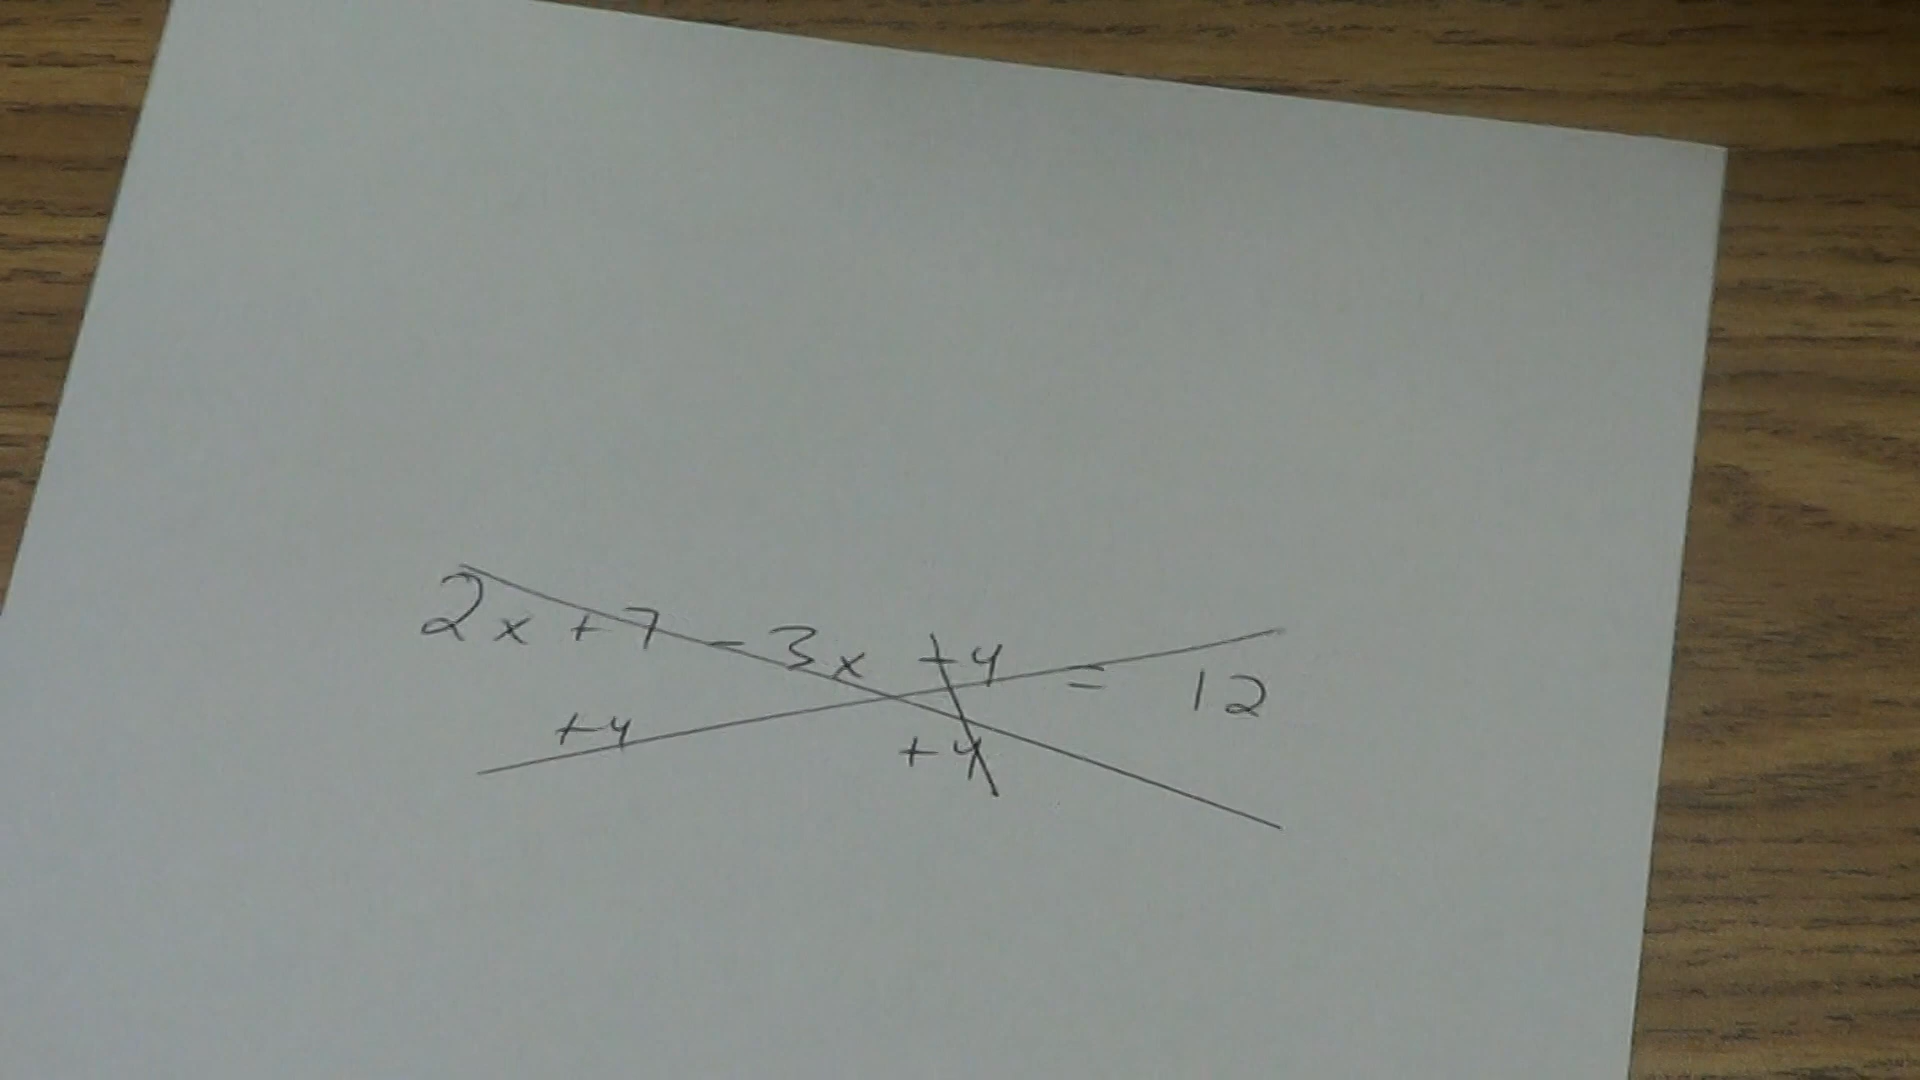 2x + 7 - 3x - 4 = 12
+4 +4